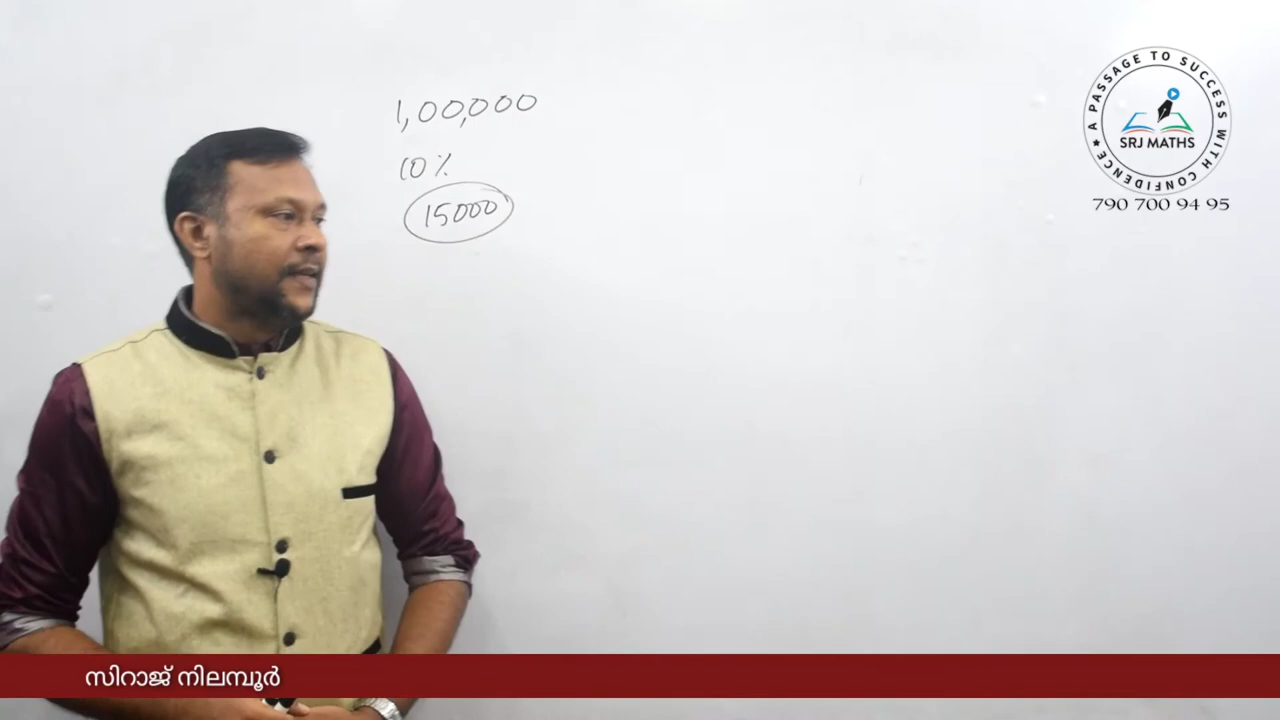 1,00,000
10%
15000
A PASSAGE TO SUCCESS WITH CONFIDENCE
SRJ MATHS
790 700 94 95
സിറാജ് നിലമ്പൂർ